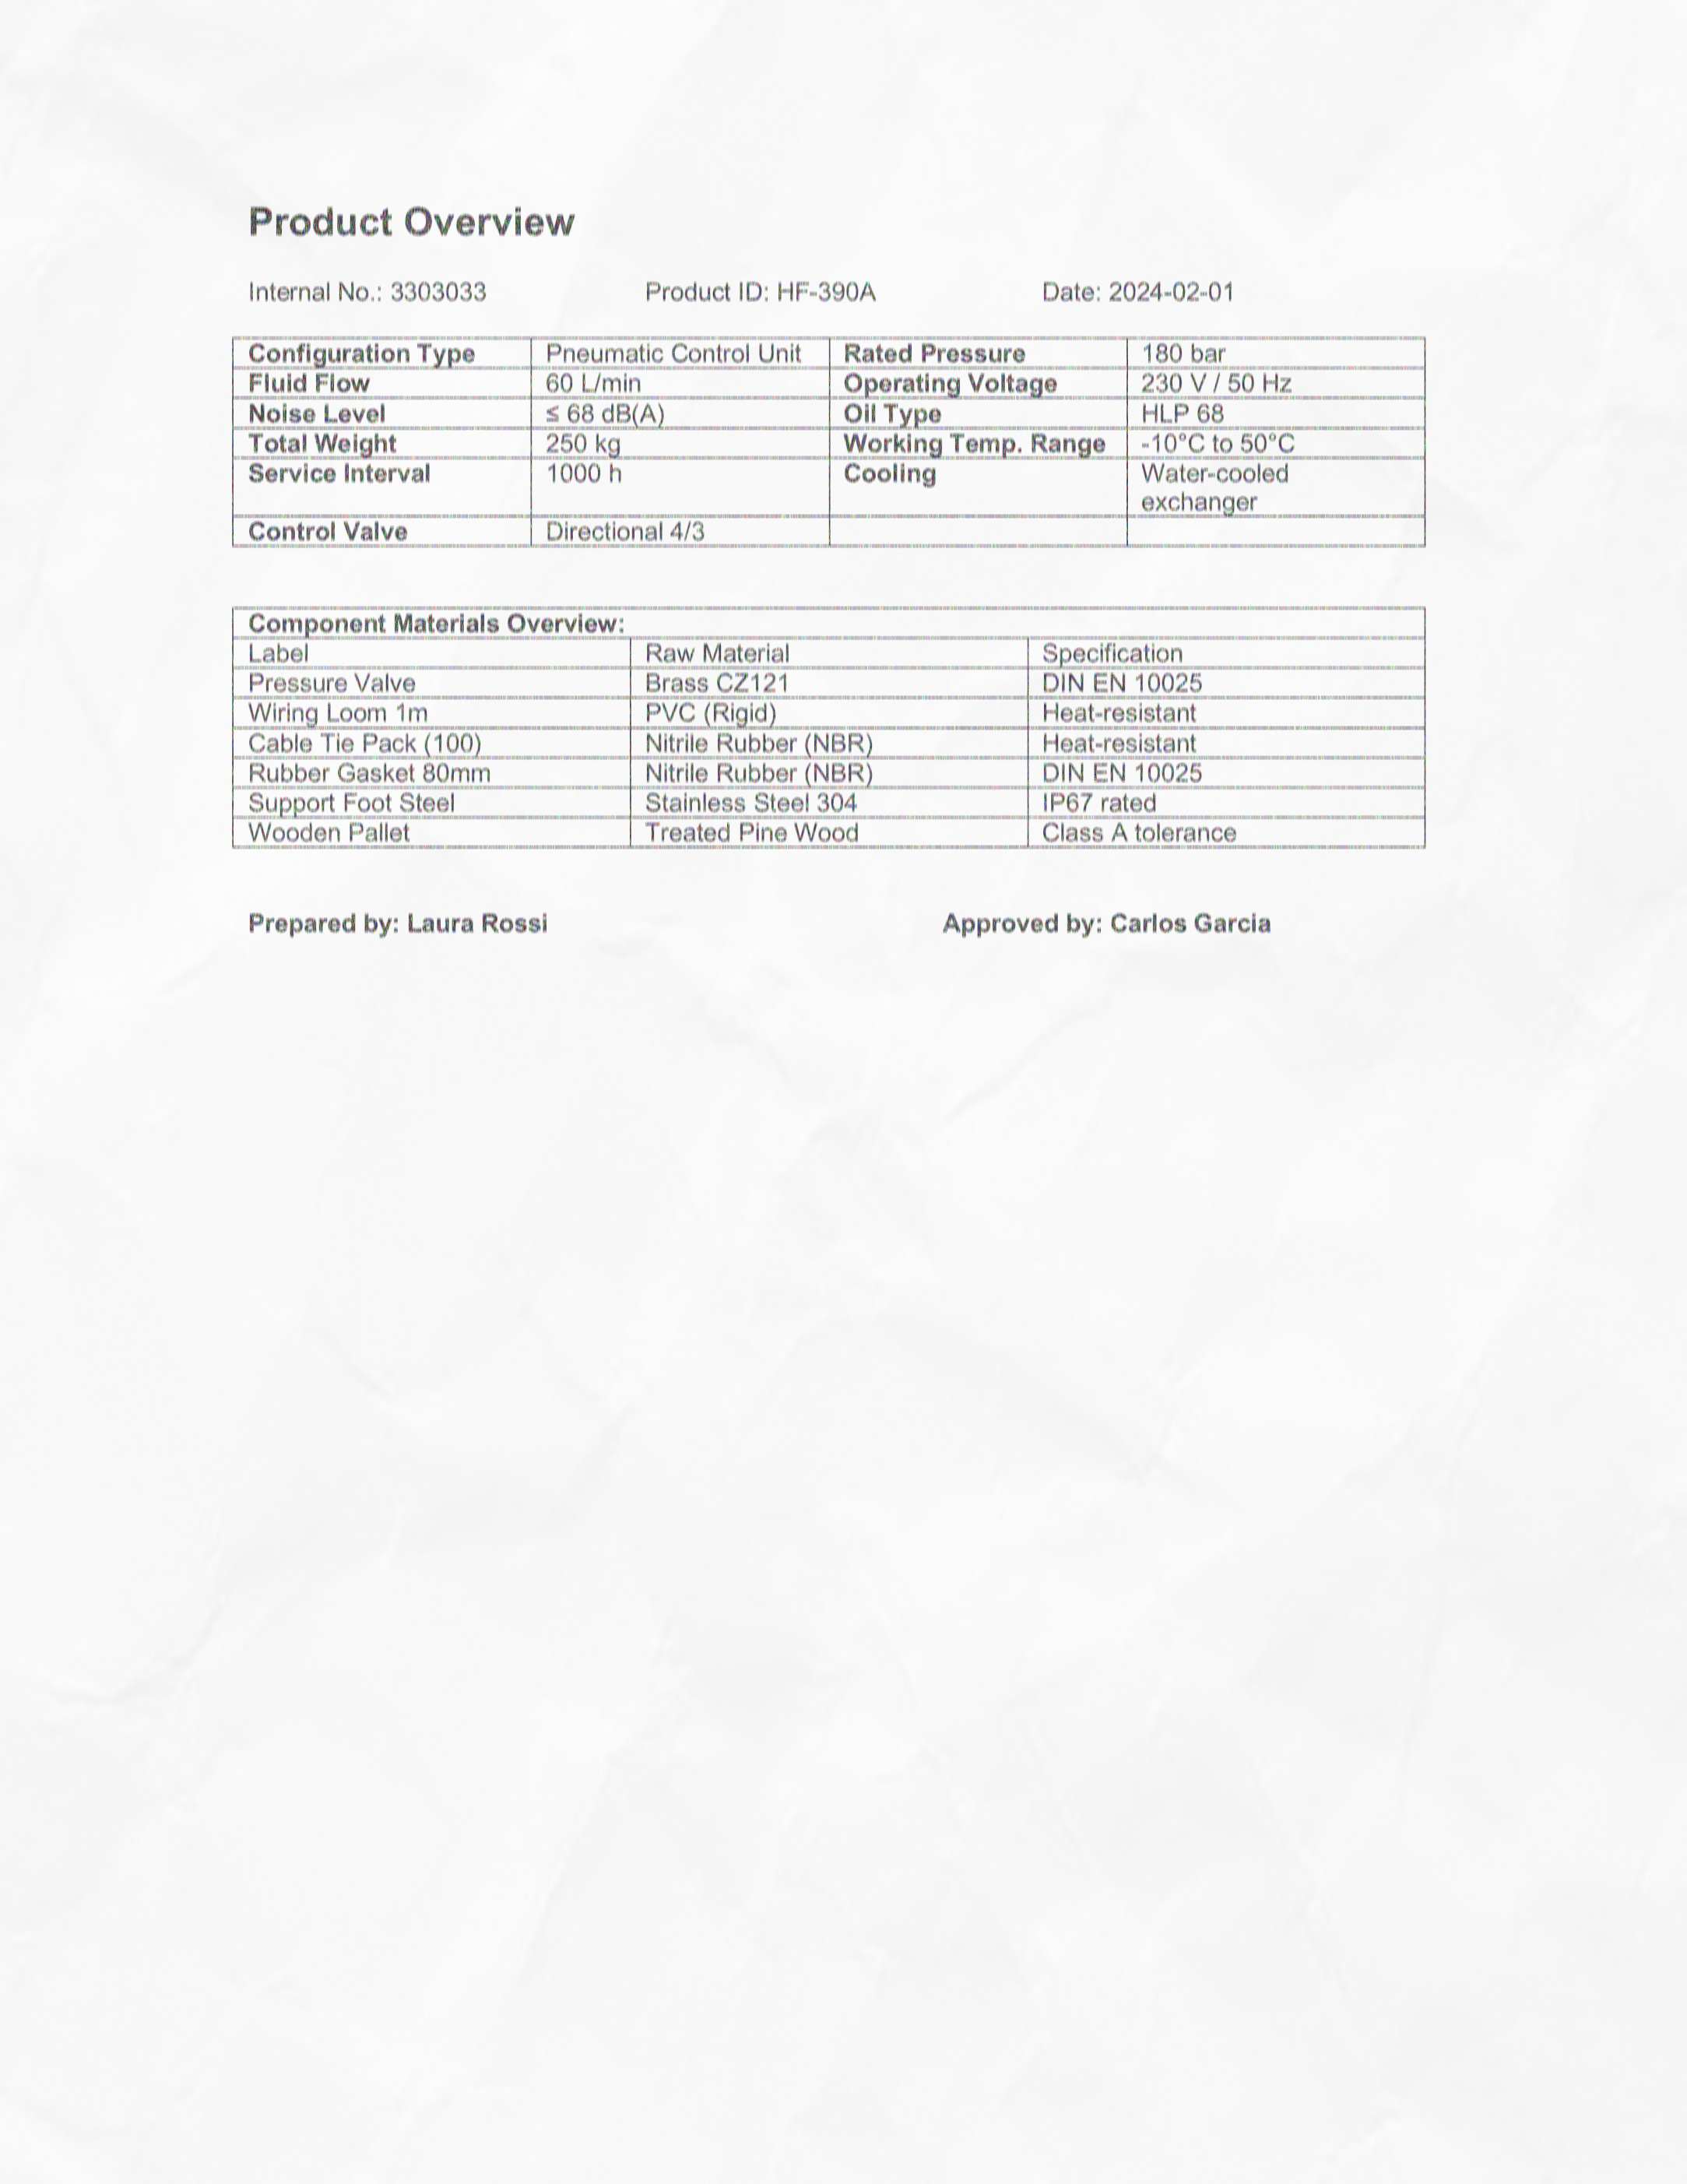 Product Overview
Internal No.: 3303033 Product ID: HF-390A Date: 2024-02-01
Configuration Type Pneumatic Control Unit Rated Pressure 180 bar
Fluid Flow 60 L/min Operating Voltage 230 V / 50 Hz
Noise Level ≤ 68 dB(A) Oil Type HLP 68
Total Weight 250 kg Working Temp. Range -10°C to 50°C
Service Interval 1000 h Cooling Water-cooled
exchanger
Control Valve Directional 4/3
Component Materials Overview:
Label Raw Material Specification
Pressure Valve Brass CZ121 DIN EN 10025
Wiring Loom 1m PVC (Rigid) Heat-resistant
Cable Tie Pack (100) Nitrile Rubber (NBR) Heat-resistant
Rubber Gasket 80mm Nitrile Rubber (NBR) DIN EN 10025
Support Foot Steel Stainless Steel 304 IP67 rated
Wooden Pallet Treated Pine Wood Class A tolerance
Prepared by: Laura Rossi Approved by: Carlos Garcia